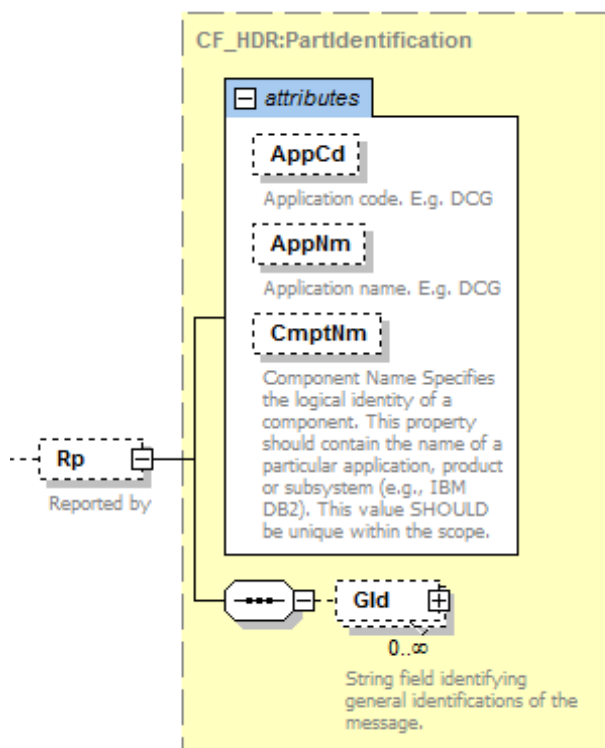 CF_HDR:PartIdentification
attributes
AppCd
Application code. E.g. DCG
AppNm
Application name. E.g. DCG
CmptNm
Component Name Specifies
the logical identity of a
component. This property
should contain the name of a
particular application, product
or subsystem (e.g., IBM
DB2). This value SHOULD
be unique within the scope.
Rp
Reported by
GId
0..∞
String field identifying
general identifications of the
message.